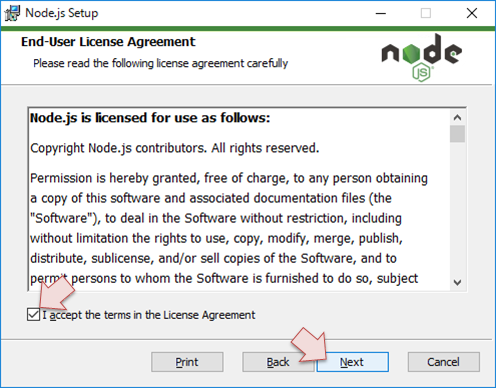 Node.js Setup
End-User License Agreement
Please read the following license agreement carefully
node
JS
Node.js is licensed for use as follows:
Copyright Node.js contributors. All rights reserved.
Permission is hereby granted, free of charge, to any person obtaining
a copy of this software and associated documentation files (the
"Software"), to deal in the Software without restriction, including
without limitation the rights to use, copy, modify, merge, publish,
distribute, sublicense, and/or sell copies of the Software, and to
permit persons to whom the Software is furnished to do so, subject
I accept the terms in the License Agreement
Print Back Next Cancel